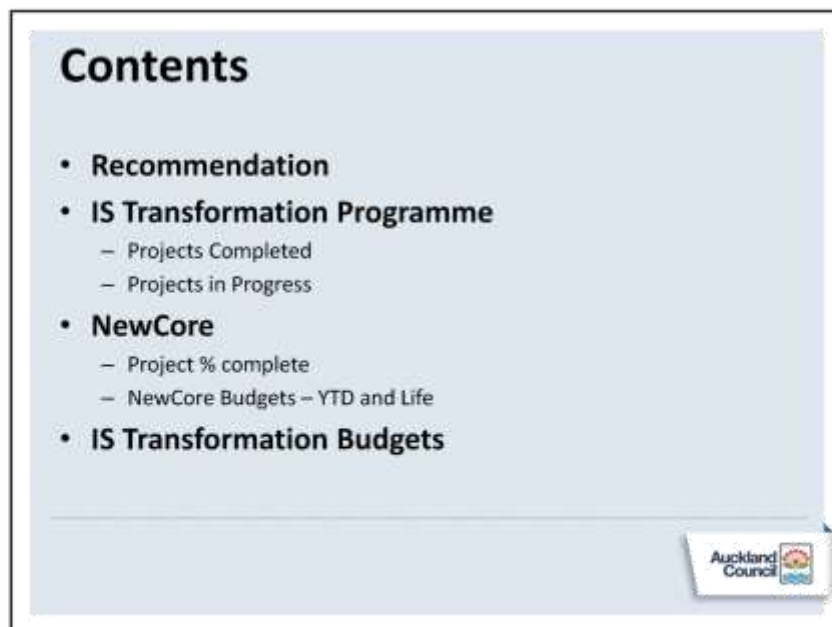 Contents
• Recommendation
• IS Transformation Programme
– Projects Completed
– Projects in Progress
• NewCore
– Project % complete
– NewCore Budgets – YTD and Life
• IS Transformation Budgets
Auckland
Council